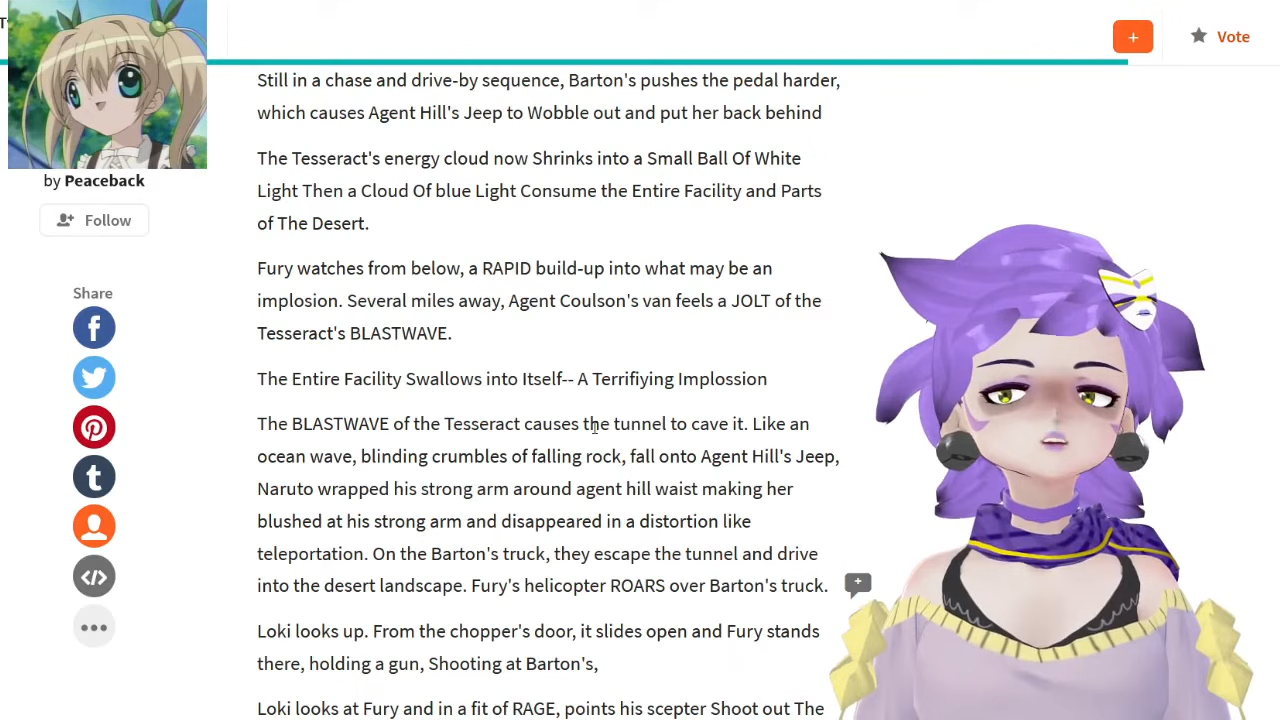 T
+
Vote
by Peaceback
Follow
Share
Still in a chase and drive-by sequence, Barton's pushes the pedal harder,
which causes Agent Hill's Jeep to Wobble out and put her back behind
The Tesseract's energy cloud now Shrinks into a Small Ball Of White
Light Then a Cloud Of blue Light Consume the Entire Facility and Parts
of The Desert.
Fury watches from below, a RAPID build-up into what may be an
implosion. Several miles away, Agent Coulson's van feels a JOLT of the
Tesseract's BLASTWAVE.
The Entire Facility Swallows into Itself-- A Terrifiying Implossion
The BLASTWAVE of the Tesseract causes the tunnel to cave it. Like an
ocean wave, blinding crumbles of falling rock, fall onto Agent Hill's Jeep,
Naruto wrapped his strong arm around agent hill waist making her
blushed at his strong arm and disappeared in a distortion like
teleportation. On the Barton's truck, they escape the tunnel and drive
into the desert landscape. Fury's helicopter ROARS over Barton's truck.
+
Loki looks up. From the chopper's door, it slides open and Fury stands
there, holding a gun, Shooting at Barton's,
Loki looks at Fury and in a fit of RAGE, points his scepter Shoot out The